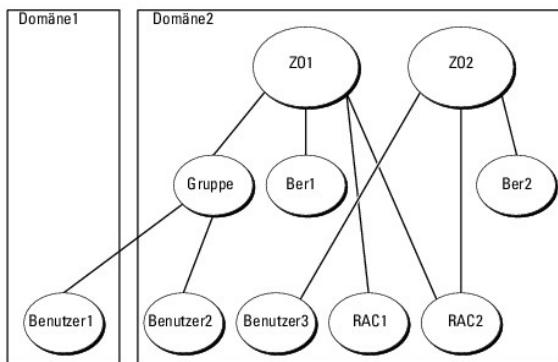 Domäne1
Domäne2
ZO1
ZO2
Gruppe
Ber1
Ber2
Benutzer1
Benutzer2
Benutzer3
RAC1
RAC2